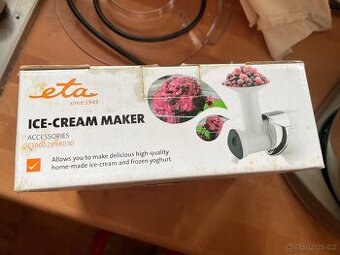 eta
since 1943
ICE-CREAM MAKER
ACCESSORIES
ETA002898030
Allows you to make delicious high-quality
home-made ice-cream and frozen yoghurt